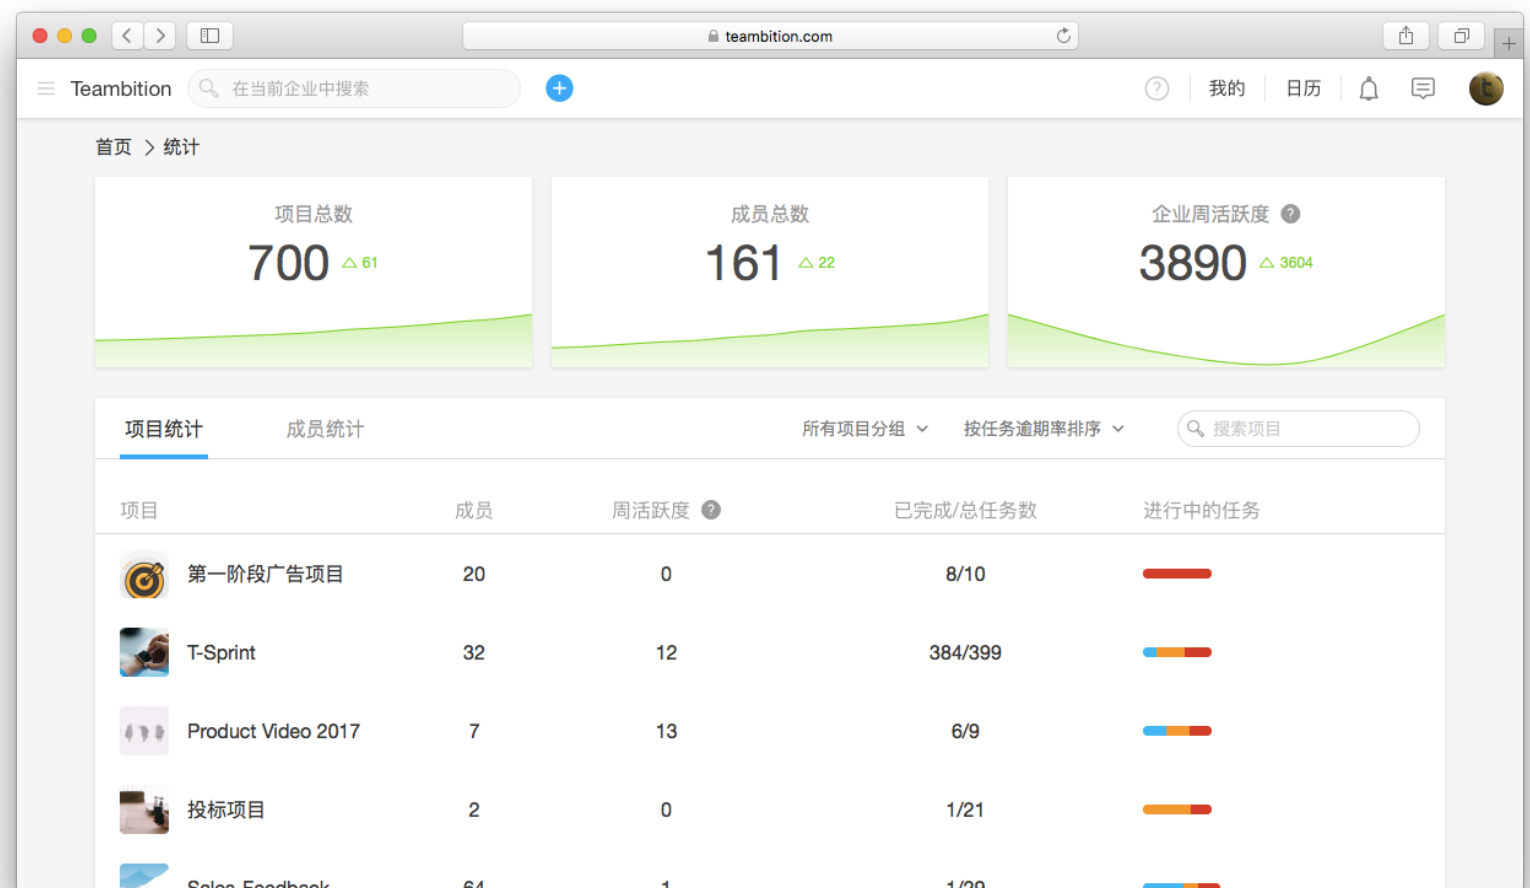 teambition.com
Teambition 在当前企业中搜索 我的 日历
首页 > 统计
项目总数 成员总数 企业周活跃度 ?
700 △ 61 161 △ 22 3890 △ 3604
项目统计 成员统计 所有项目分组 按任务逾期率排序 搜索项目
项目 成员 周活跃度 ? 已完成/总任务数 进行中的任务
第一阶段广告项目 20 0 8/10
T-Sprint 32 12 384/399
Product Video 2017 7 13 6/9
投标项目 2 0 1/21
Sales Feedback 64 1 1/29